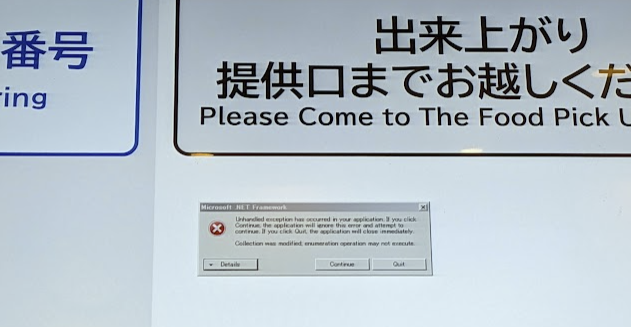 番号
ring
出来上がり
提供口までお越しくだ
Please Come to The Food Pick U
Microsoft .NET Framework
Unhandled exception has occurred in your application. If you click
Continue, the application will ignore this error and attempt to
continue. If you click Quit, the application will close immediately.
Collection was modified; enumeration operation may not execute.
Details
Continue
Quit